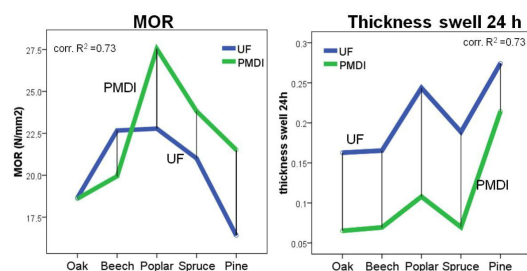 MOR
corr. R² =0.73
UF
PMDI
PMDI
UF
MOR (N/mm2)
27.5
25.0
22.5
20.0
17.5
Oak Beech Poplar Spruce Pine
Thickness swell 24 h
UF
PMDI
corr. R² =0.73
UF
PMDI
thickness swell 24h
0.3
0.25
0.2
0.15
0.1
0.05
Oak Beech Poplar Spruce Pine